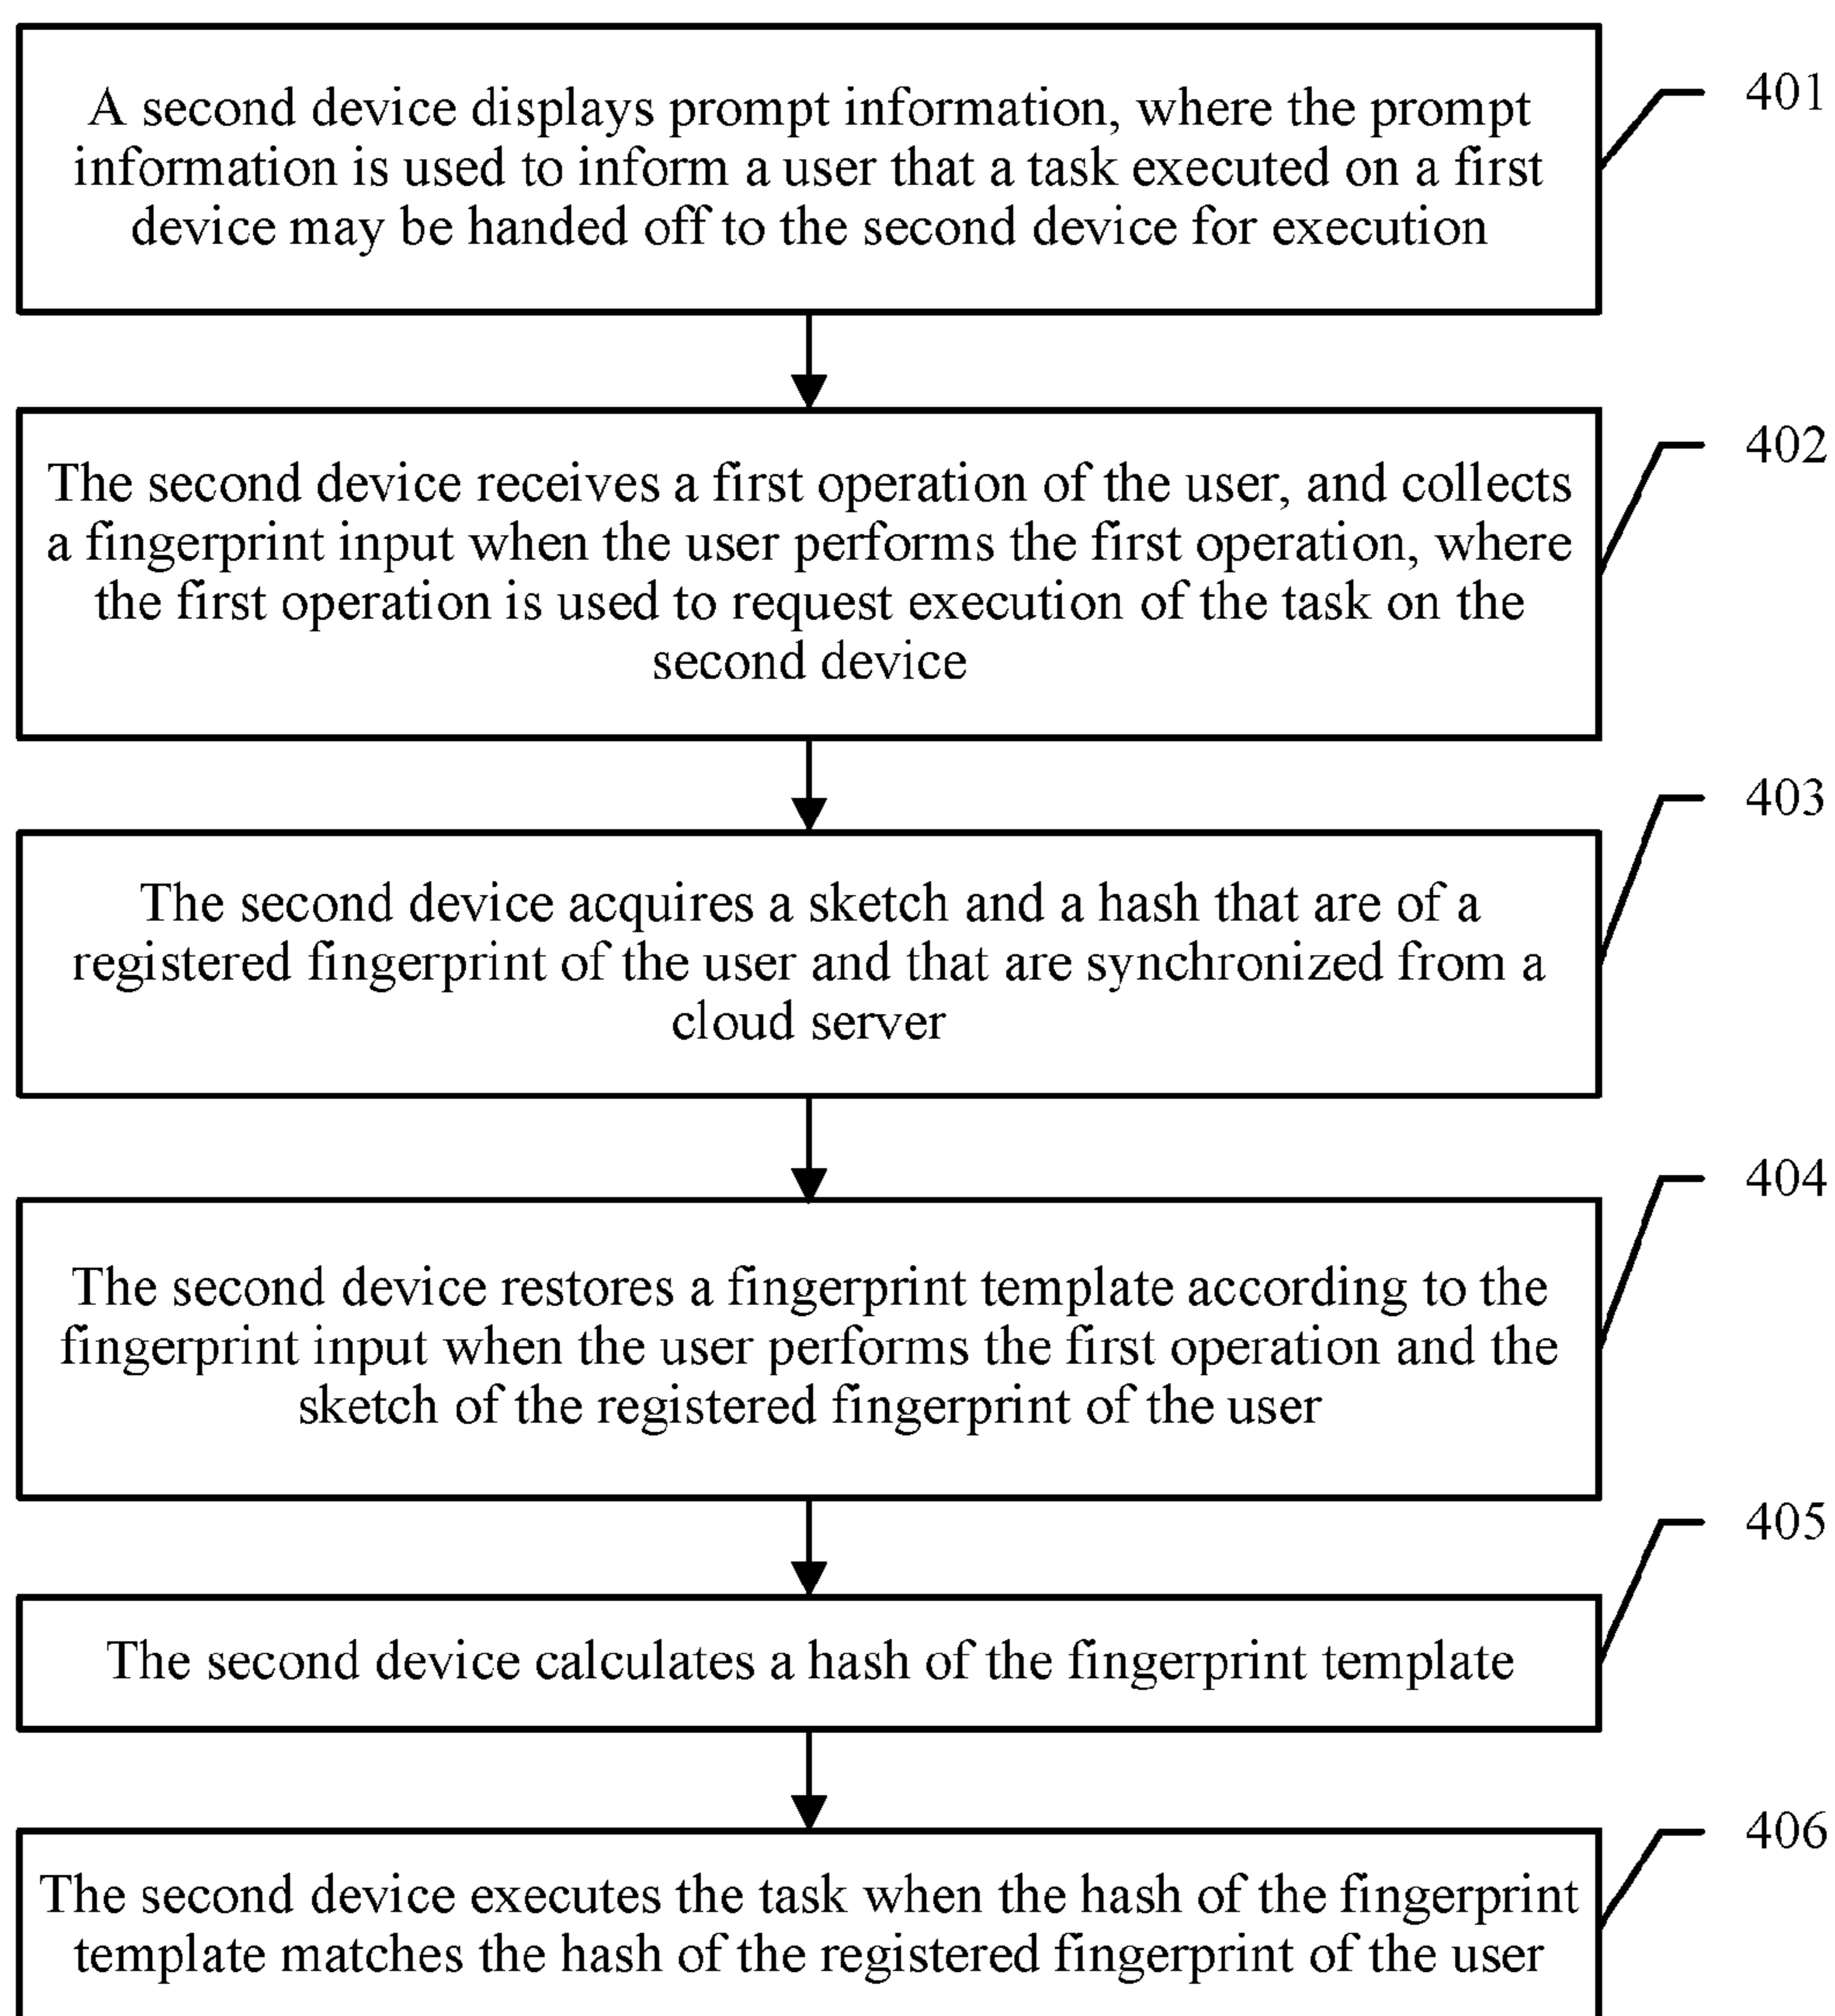 A second device displays prompt information, where the prompt
information is used to inform a user that a task executed on a first
device may be handed off to the second device for execution
401
The second device receives a first operation of the user, and collects
a fingerprint input when the user performs the first operation, where
the first operation is used to request execution of the task on the
second device
402
The second device acquires a sketch and a hash that are of a
registered fingerprint of the user and that are synchronized from a
cloud server
403
The second device restores a fingerprint template according to the
fingerprint input when the user performs the first operation and the
sketch of the registered fingerprint of the user
404
The second device calculates a hash of the fingerprint template
405
The second device executes the task when the hash of the fingerprint
template matches the hash of the registered fingerprint of the user
406